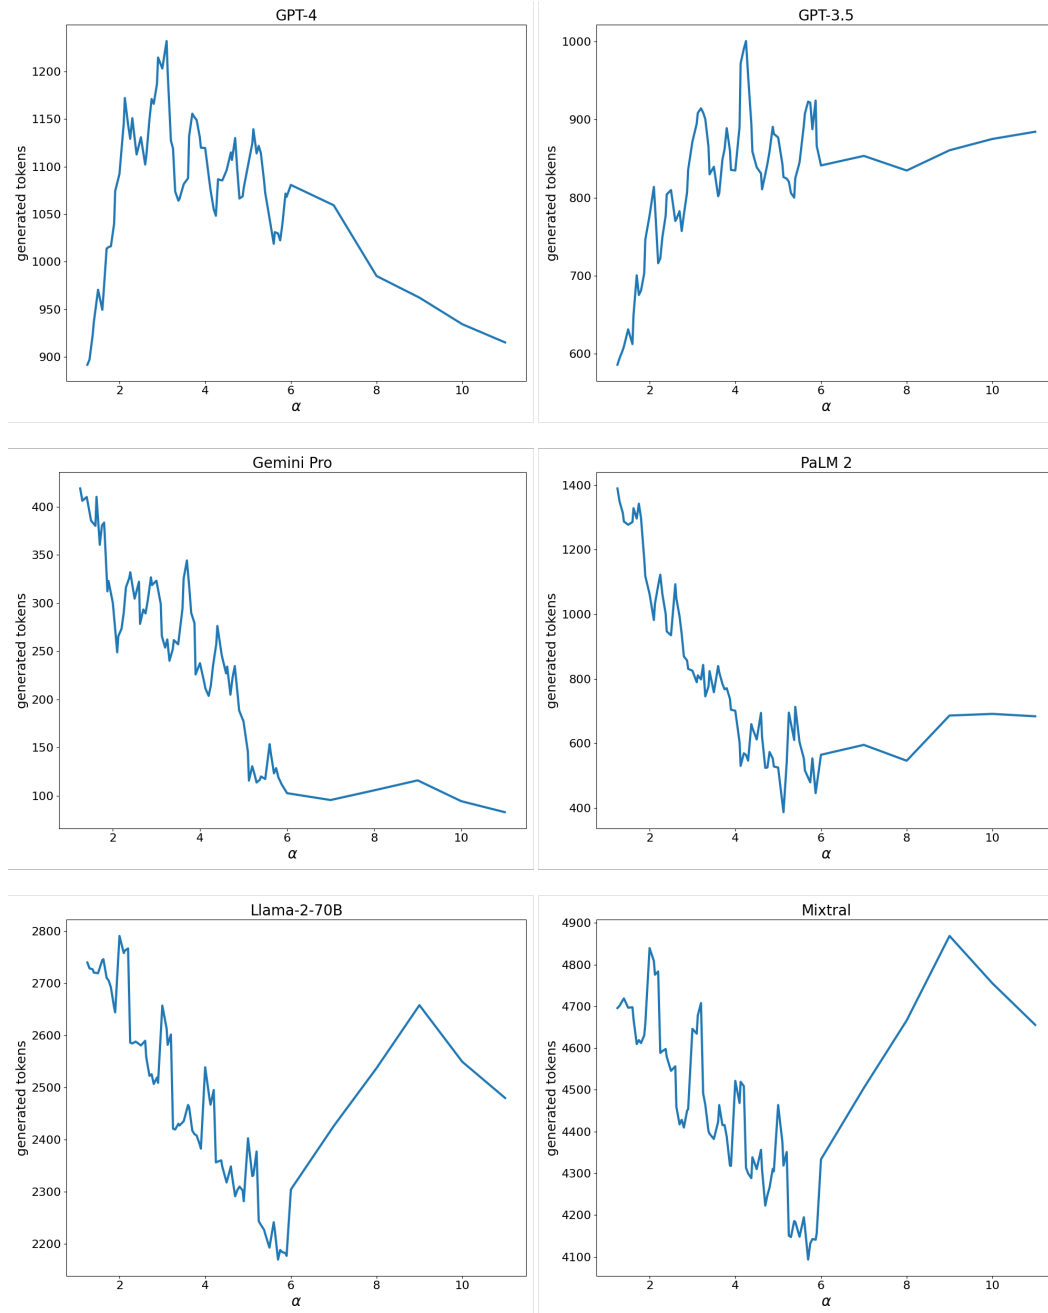 GPT-4
generated tokens
1200
1150
1100
1050
1000
950
900
2 4 6 8 10
α
GPT-3.5
generated tokens
1000
900
800
700
600
2 4 6 8 10
α
Gemini Pro
generated tokens
400
350
300
250
200
150
100
2 4 6 8 10
α
PaLM 2
generated tokens
1400
1200
1000
800
600
400
2 4 6 8 10
α
Llama-2-70B
generated tokens
2800
2700
2600
2500
2400
2300
2200
2 4 6 8 10
α
Mixtral
generated tokens
4900
4800
4700
4600
4500
4400
4300
4200
4100
2 4 6 8 10
α